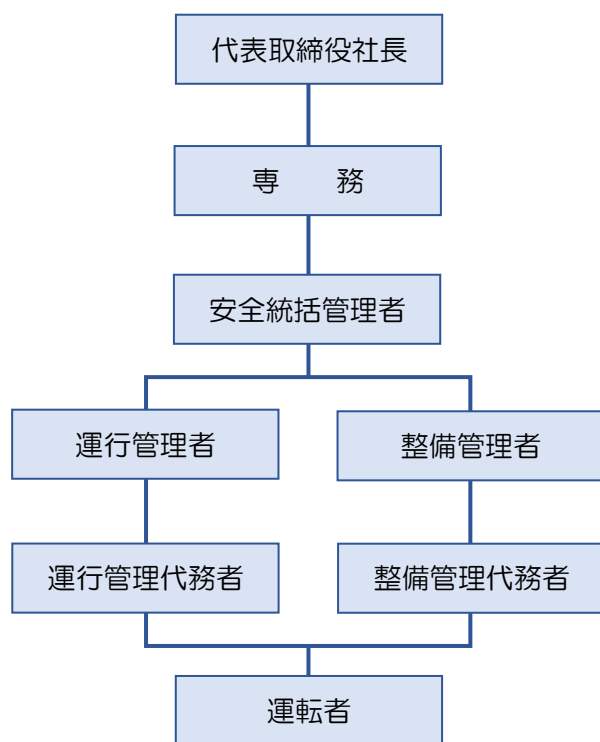 代表取締役社長
専　　務
安全統括管理者
運行管理者
整備管理者
運行管理代務者
整備管理代務者
運転者